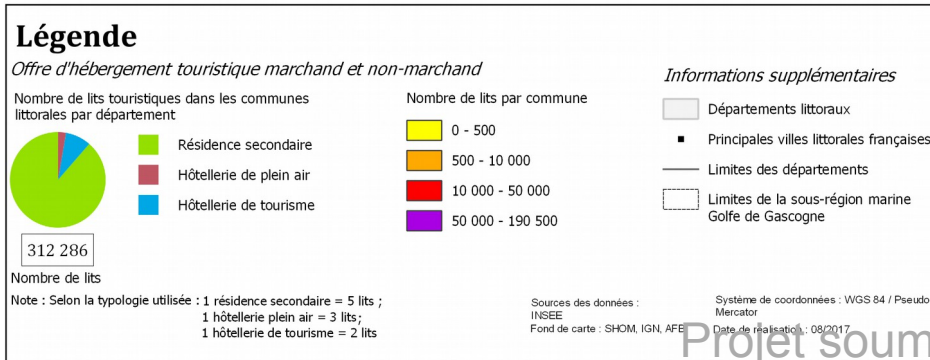 Légende
Offre d'hébergement touristique marchand et non-marchand
Nombre de lits touristiques dans les communes
littorales par département
Résidence secondaire
Hôtellerie de plein air
Hôtellerie de tourisme
312 286
Nombre de lits
Nombre de lits par commune
0 - 500
500 - 10 000
10 000 - 50 000
50 000 - 190 500
Informations supplémentaires
Départements littoraux
Principales villes littorales françaises
Limites des départements
Limites de la sous-région marine
Golfe de Gascogne
Note : Selon la typologie utilisée : 1 résidence secondaire = 5 lits ;
1 hôtellerie plein air = 3 lits;
1 hôtellerie de tourisme = 2 lits
Sources des données :
INSEE
Fond de carte : SHOM, IGN, AFB
Système de coordonnées : WGS 84 / Pseudo
Mercator
Date de réalisation : 08/2017
Projet soum